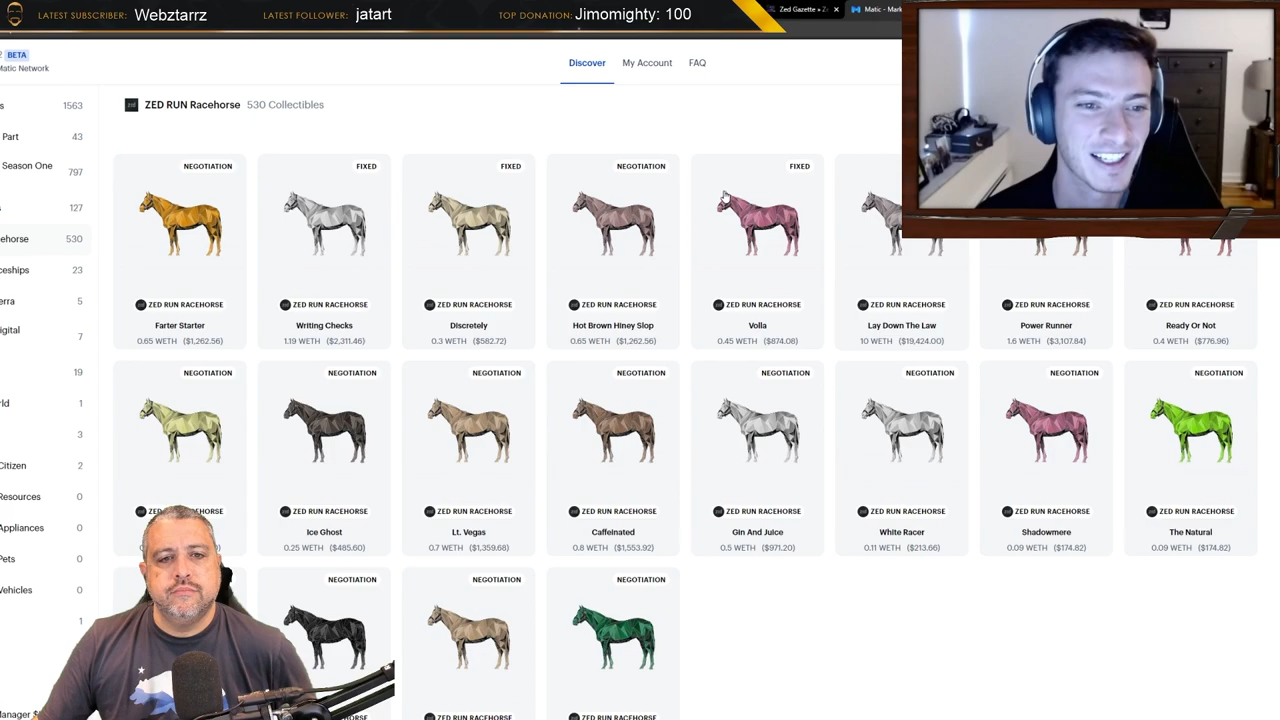 LATEST SUBSCRIBER: Webztarrz
LATEST FOLLOWER: jatart
TOP DONATION: Jimomighty: 100
Zed Gazette • Z
Matic - Mark
BETA
Matic Network
Discover
My Account
FAQ
1563
Part 43
Season One 797
127
530
23
5
7
19
1
3
Citizen 2
Resources 0
Appliances 0
Pets 0
Vehicles 0
1
ZED RUN Racehorse 530 Collectibles
NEGOTIATION FIXED FIXED NEGOTIATION FIXED
ZED RUN RACEHORSE ZED RUN RACEHORSE ZED RUN RACEHORSE ZED RUN RACEHORSE ZED RUN RACEHORSE ZED RUN RACEHORSE ZED RUN RACEHORSE ZED RUN RACEHORSE
Farter Starter Writing Checks Discretely Hot Brown Hiney Slop Volla Lay Down The Law Power Runner Ready Or Not
0.65 WETH ($1,262.56) 1.19 WETH ($2,311.46) 0.3 WETH ($582.72) 0.65 WETH ($1,262.56) 0.45 WETH ($874.08) 10 WETH ($19,424.00) 1.6 WETH ($3,107.84) 0.4 WETH ($776.96)
NEGOTIATION NEGOTIATION NEGOTIATION NEGOTIATION NEGOTIATION NEGOTIATION NEGOTIATION NEGOTIATION
ZED RACEHORSE ZED RUN RACEHORSE ZED RUN RACEHORSE ZED RUN RACEHORSE ZED RUN RACEHORSE ZED RUN RACEHORSE ZED RUN RACEHORSE ZED RUN RACEHORSE
Ice Ghost Lt. Vegas Caffeinated Gin And Juice White Racer Shadowmere The Natural
0.25 WETH ($485.60) 0.7 WETH ($1,359.68) 0.8 WETH ($1,553.92) 0.5 WETH ($971.20) 0.11 WETH ($213.66) 0.09 WETH ($174.82) 0.09 WETH ($174.82)
NEGOTIATION NEGOTIATION NEGOTIATION
ZED RUN RACEHORSE ZED RUN RACEHORSE